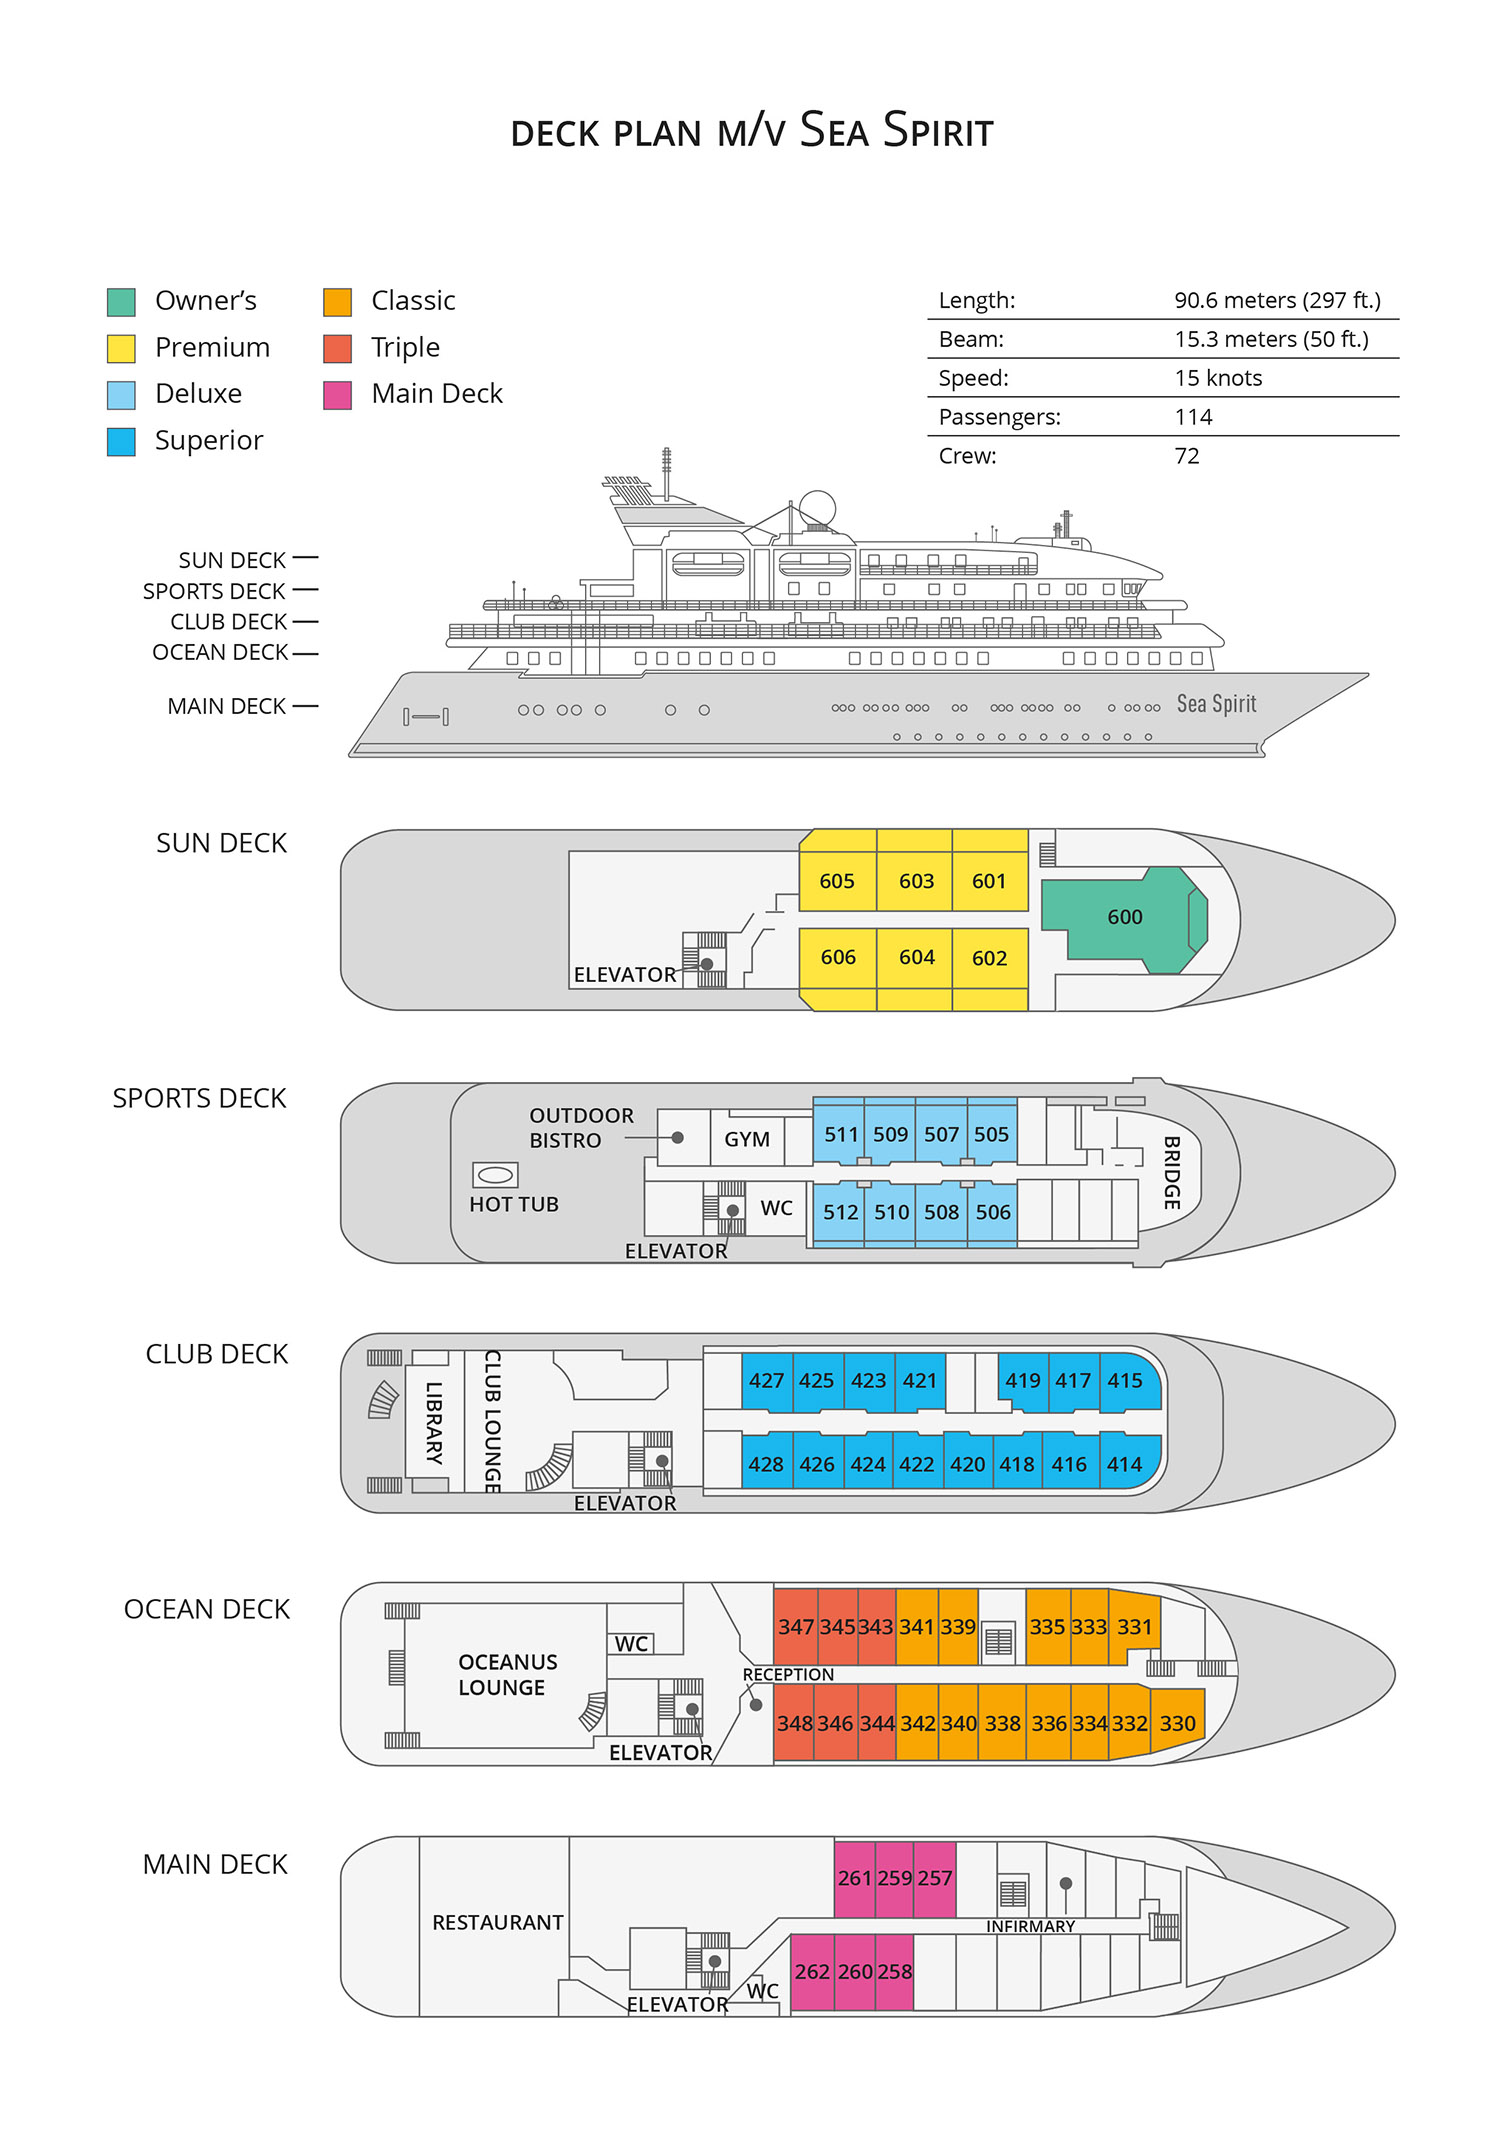 DECK PLAN M/V SEA SPIRIT
Owner's
Classic
Premium
Triple
Deluxe
Main Deck
Superior
Length: 90.6 meters (297 ft.)
Beam: 15.3 meters (50 ft.)
Speed: 15 knots
Passengers: 114
Crew: 72
SUN DECK
SPORTS DECK
CLUB DECK
OCEAN DECK
MAIN DECK
Sea Spirit
SUN DECK
605 603 601
600
606 604 602
ELEVATOR
SPORTS DECK
OUTDOOR
BISTRO
GYM
511 509 507 505
BRIDGE
HOT TUB
WC
512 510 508 506
ELEVATOR
CLUB DECK
LIBRARY
CLUB LOUNGE
427 425 423 421 419 417 415
428 426 424 422 420 418 416 414
ELEVATOR
OCEAN DECK
347 345 343 341 339 335 333 331
WC
OCEANUS
LOUNGE
RECEPTION
348 346 344 342 340 338 336 334 332 330
ELEVATOR
MAIN DECK
261 259 257
RESTAURANT
INFIRMARY
262 260 258
WC
ELEVATOR